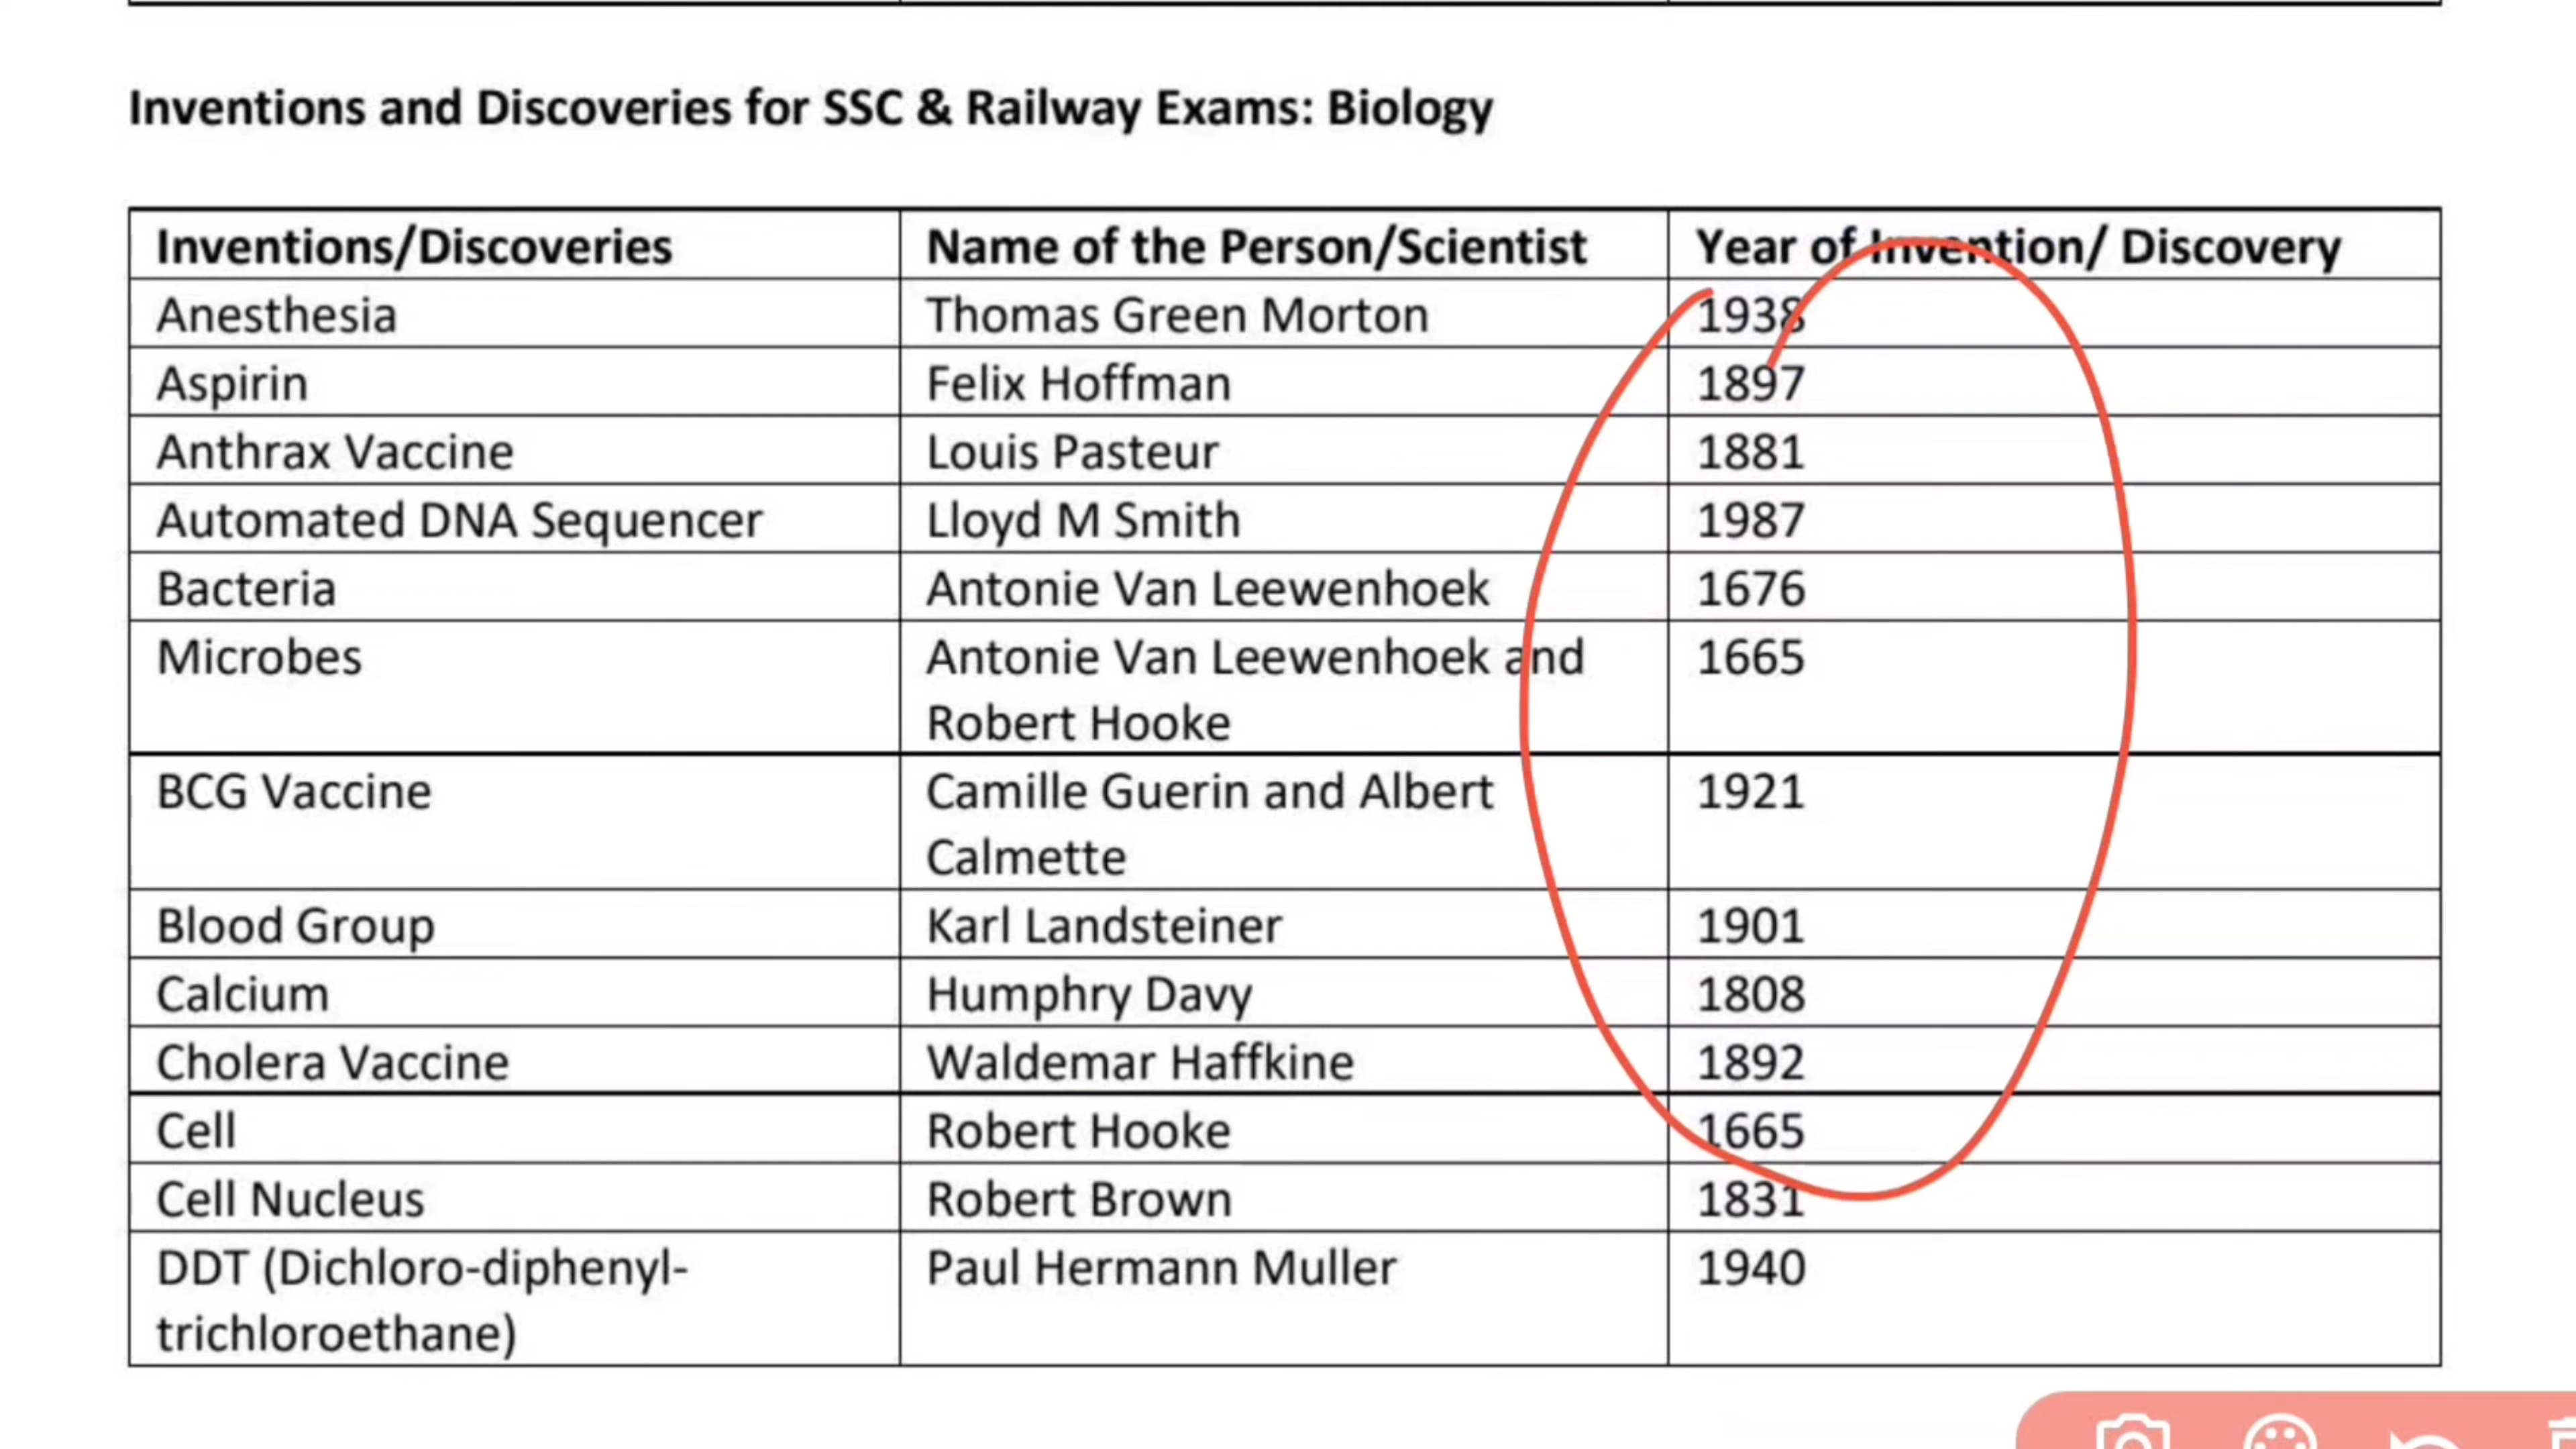 Inventions and Discoveries for SSC & Railway Exams: Biology
Inventions/Discoveries Name of the Person/Scientist Year of Invention/ Discovery
Anesthesia Thomas Green Morton 1938
Aspirin Felix Hoffman 1897
Anthrax Vaccine Louis Pasteur 1881
Automated DNA Sequencer Lloyd M Smith 1987
Bacteria Antonie Van Leewenhoek 1676
Microbes Antonie Van Leewenhoek and 1665
Robert Hooke
BCG Vaccine Camille Guerin and Albert 1921
Calmette
Blood Group Karl Landsteiner 1901
Calcium Humphry Davy 1808
Cholera Vaccine Waldemar Haffkine 1892
Cell Robert Hooke 1665
Cell Nucleus Robert Brown 1831
DDT (Dichloro-diphenyl- Paul Hermann Muller 1940
trichloroethane)